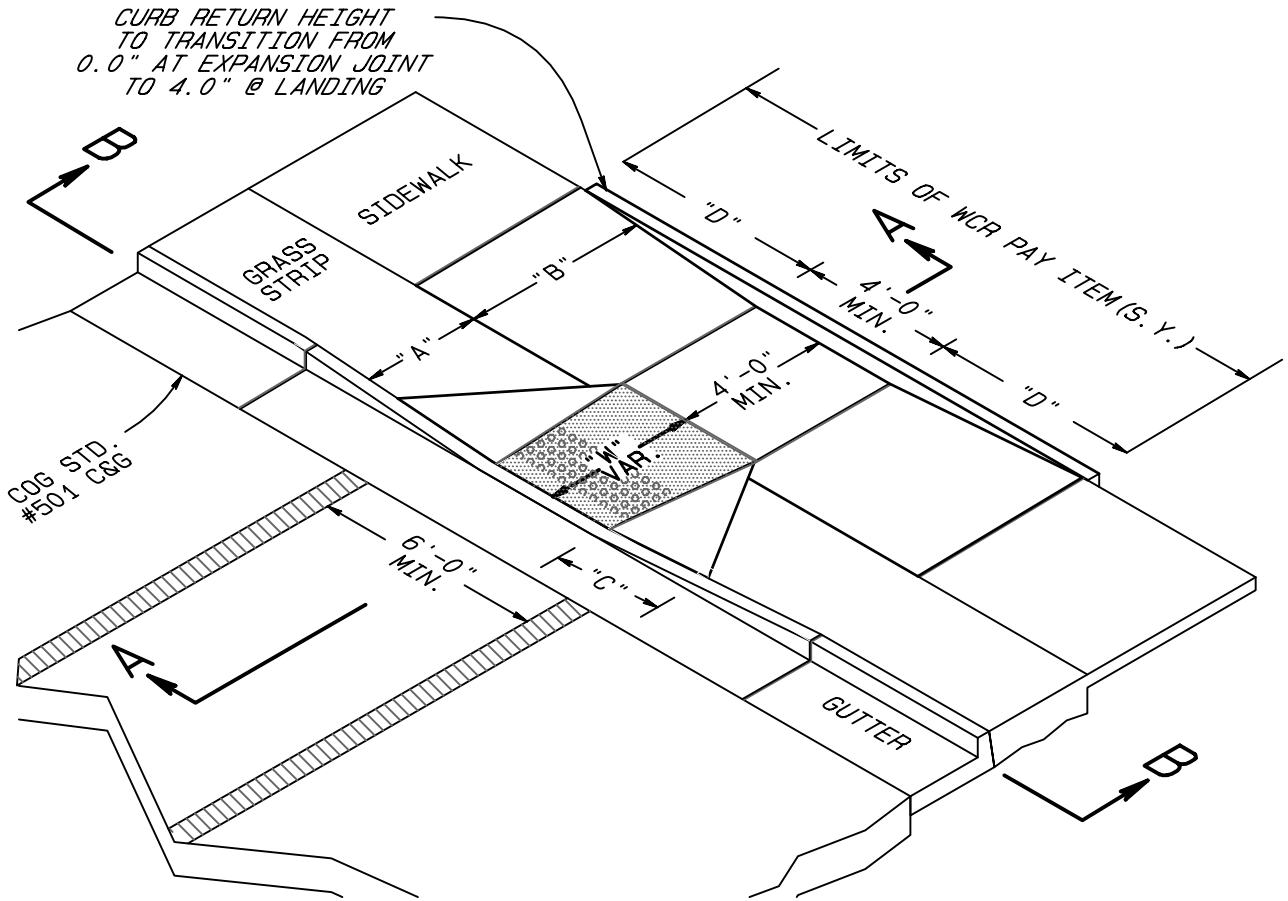 CURB RETURN HEIGHT
TO TRANSITION FROM
0.0" AT EXPANSION JOINT
TO 4.0" @ LANDING
B
SIDEWALK
GRASS
STRIP
LIMITS OF WCR PAY ITEM(S.Y.)
"D"
A
4'-0"
MIN.
"D"
"B"
"A"
4'-0"
MIN.
"W"
VAR.
COG STD.
#501 C&G
6'-0"
MIN.
"C"
A
GUTTER
B